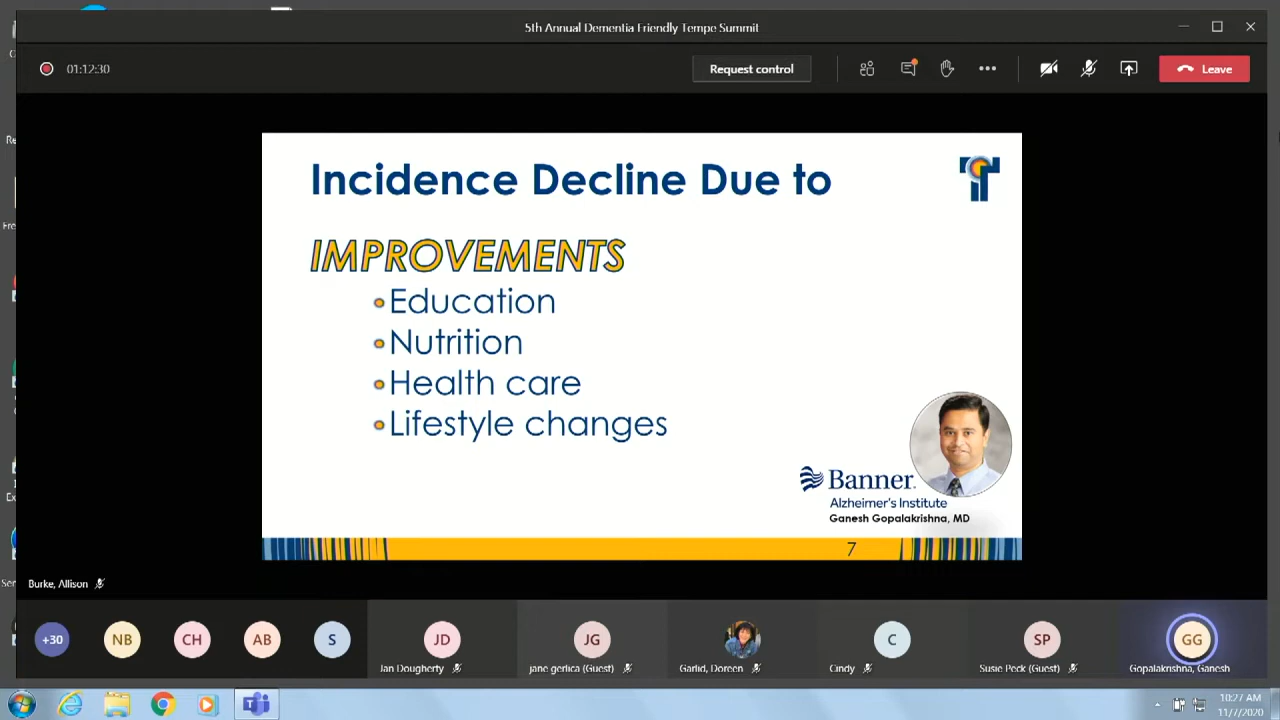 5th Annual Dementia Friendly Tempe Summit
01:12:30
Request control
Leave
Incidence Decline Due to
IMPROVEMENTS
Education
Nutrition
Health care
Lifestyle changes
Banner
Alzheimer's Institute
Ganesh Gopalakrishna, MD
7
Burke, Allison
+30
NB
CH
AB
S
JD
JG
C
SP
GG
Jan Dougherty
jane gerlica (Guest)
Garlid, Doreen
Cindy
Susie Peck (Guest)
Gopalakrishna, Ganesh
10:27 AM
11/7/2020